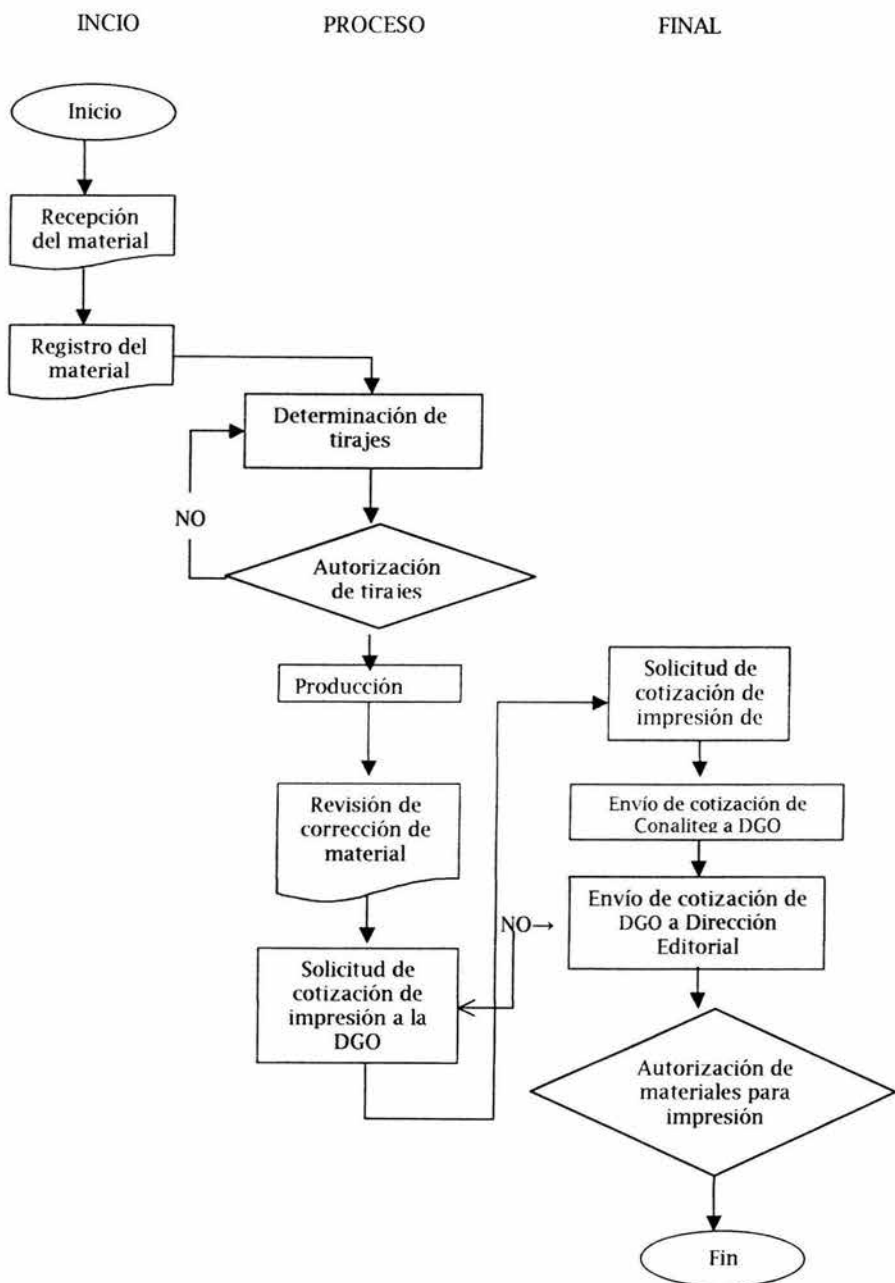 INCIO PROCESO FINAL
Inicio
Recepción
del material
Registro del
material
Determinación de
tirajes
NO
Autorización
de tirajes
Producción
Revisión de
corrección de
material
Solicitud de
cotización de
impresión a la
DGO
Solicitud de
cotización de
impresión de
Envío de cotización de
Conaliteg a DGO
Envío de cotización de
DGO a Dirección
Editorial
NO→
Autorización de
materiales para
impresión
Fin